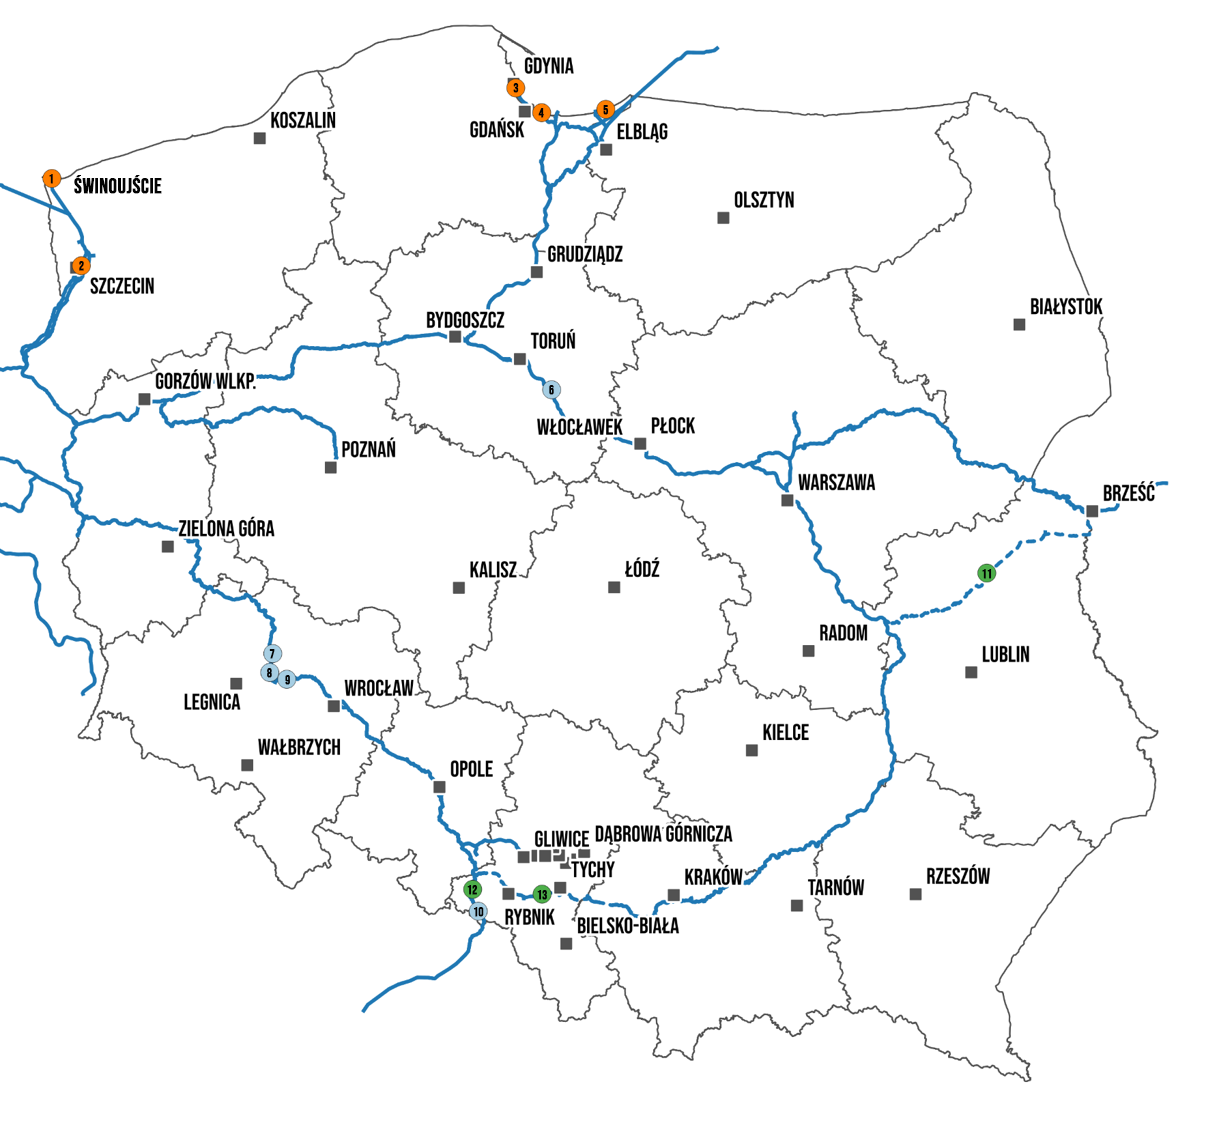 GDYNIA
3
4
5
GDAŃSK
KOSZALIN
ELBLĄG
1
ŚWINOUJŚCIE
OLSZTYN
2
SZCZECIN
GRUDZIĄDZ
BIAŁYSTOK
BYDGOSZCZ
TORUŃ
GORZÓW WLKP.
6
WŁOCŁAWEK
PŁOCK
POZNAŃ
WARSZAWA
BRZEŚĆ
ZIELONA GÓRA
KALISZ
ŁÓDŹ
11
RADOM
7
LUBLIN
8
9
LEGNICA
WROCŁAW
KIELCE
WAŁBRZYCH
OPOLE
GLIWICE
DĄBROWA GÓRNICZA
TYCHY
KRAKÓW
RZESZÓW
12
13
TARNÓW
10
RYBNIK
BIELSKO-BIAŁA